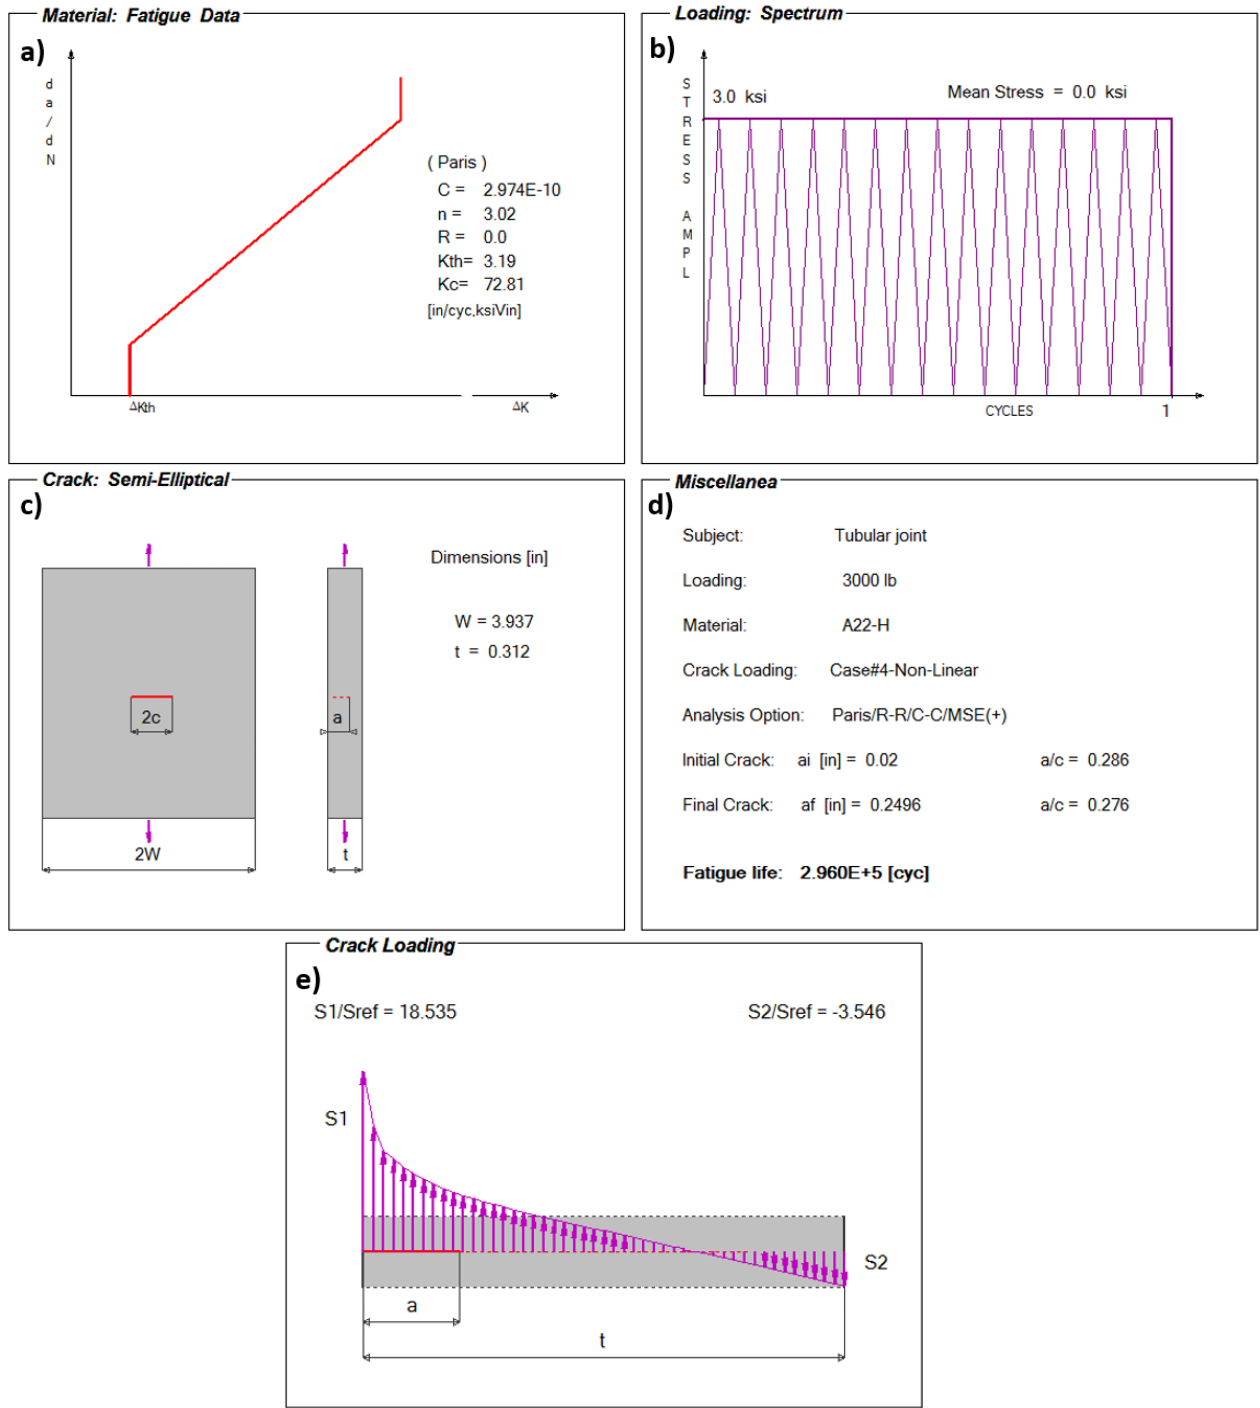 Material: Fatigue Data
a)
d
a
/
d
N
( Paris )
C = 2.974E-10
n = 3.02
R = 0.0
Kth= 3.19
Kc= 72.81
[in/cyc,ksiVin]
ΔKth
ΔK
Loading: Spectrum
b)
S
T
R
E
S
S
A
M
P
L
3.0 ksi
Mean Stress = 0.0 ksi
CYCLES
1
Crack: Semi-Elliptical
c)
Dimensions [in]
W = 3.937
t = 0.312
2c
a
2W
t
Miscellanea
d)
Subject: Tubular joint
Loading: 3000 lb
Material: A22-H
Crack Loading: Case#4-Non-Linear
Analysis Option: Paris/R-R/C-C/MSE(+)
Initial Crack: ai [in] = 0.02 a/c = 0.286
Final Crack: af [in] = 0.2496 a/c = 0.276
Fatigue life: 2.960E+5 [cyc]
Crack Loading
e)
S1/Sref = 18.535 S2/Sref = -3.546
S1
S2
a
t